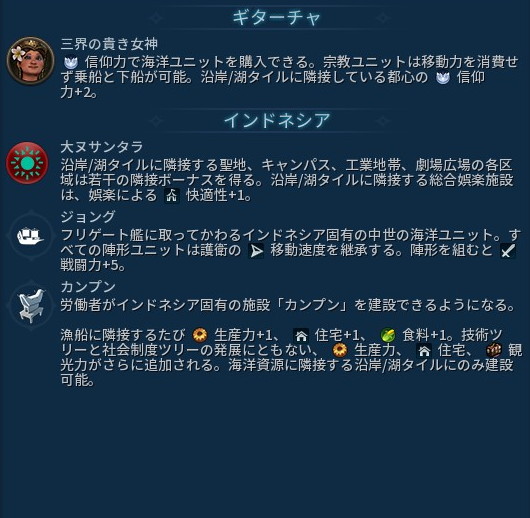 ギターチャ
三界の貴き女神
信仰力で海洋ユニットを購入できる。宗教ユニットは移動力を消費せ
ず乗船と下船が可能。沿岸/湖タイルに隣接している都心の 信仰
力+2。
インドネシア
大ヌサンタラ
沿岸/湖タイルに隣接する聖地、キャンパス、工業地帯、劇場広場の各区
域は若干の隣接ボーナスを得る。沿岸/湖タイルに隣接する総合娯楽施設
は、娯楽による 快適性+1。
ジョング
フリゲート艦に取ってかわるインドネシア固有の中世の海洋ユニット。す
べての陣形ユニットは護衛の 移動速度を継承する。陣形を組むと
戦闘力+5。
カンプン
労働者がインドネシア固有の施設「カンプン」を建設できるようになる。
漁船に隣接するたび 生産力+1、 住宅+1、 食料+1。技術ツ
リーと社会制度ツリーの発展にともない、 生産力、 住宅、 観
光力がさらに追加される。海洋資源に隣接する沿岸/湖タイルにのみ建設
可能。